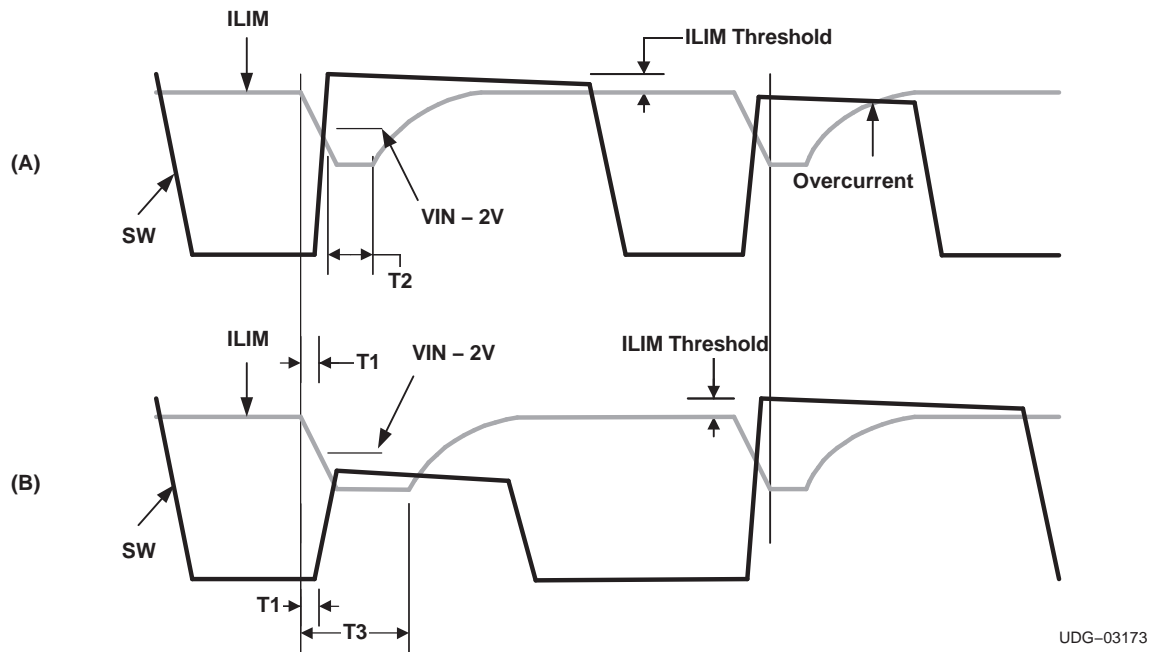 ILIM
ILIM Threshold
(A)
Overcurrent
VIN – 2V
SW
T2
ILIM
T1
VIN – 2V
ILIM Threshold
(B)
SW
T1
T3
UDG–03173